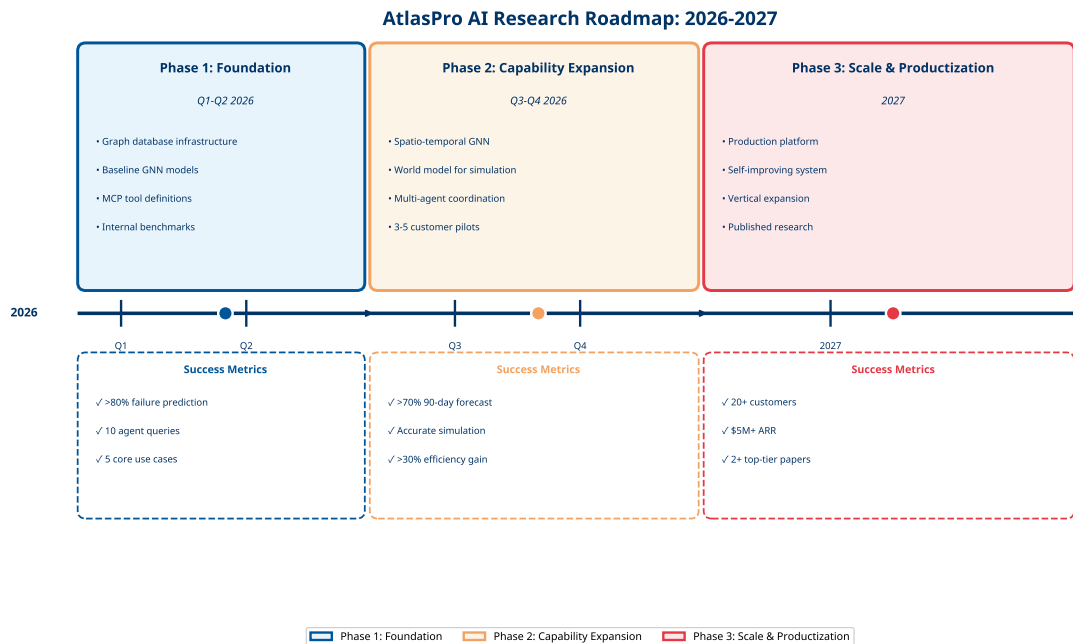 AtlasPro AI Research Roadmap: 2026-2027
Phase 1: Foundation
Q1-Q2 2026
• Graph database infrastructure
• Baseline GNN models
• MCP tool definitions
• Internal benchmarks
Phase 2: Capability Expansion
Q3-Q4 2026
• Spatio-temporal GNN
• World model for simulation
• Multi-agent coordination
• 3-5 customer pilots
Phase 3: Scale & Productization
2027
• Production platform
• Self-improving system
• Vertical expansion
• Published research
2026
Q1
Q2
Q3
Q4
2027
Success Metrics
✓ >80% failure prediction
✓ 10 agent queries
✓ 5 core use cases
Success Metrics
✓ >70% 90-day forecast
✓ Accurate simulation
✓ >30% efficiency gain
Success Metrics
✓ 20+ customers
✓ $5M+ ARR
✓ 2+ top-tier papers
Phase 1: Foundation
Phase 2: Capability Expansion
Phase 3: Scale & Productization